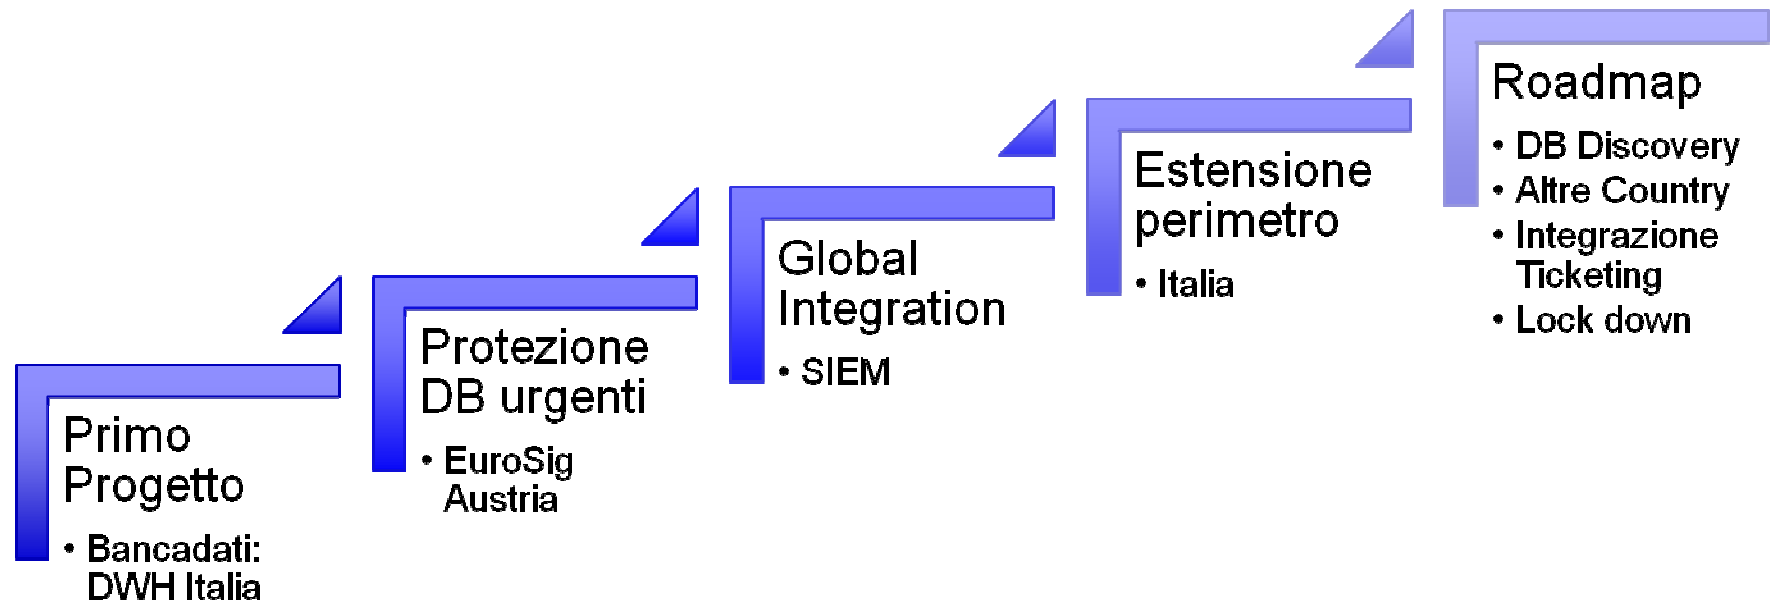 Primo
Progetto
• Bancadati:
DWH Italia
Protezione
DB urgenti
• EuroSig
Austria
Global
Integration
• SIEM
Estensione
perimetro
• Italia
Roadmap
• DB Discovery
• Altre Country
• Integrazione
Ticketing
• Lock down